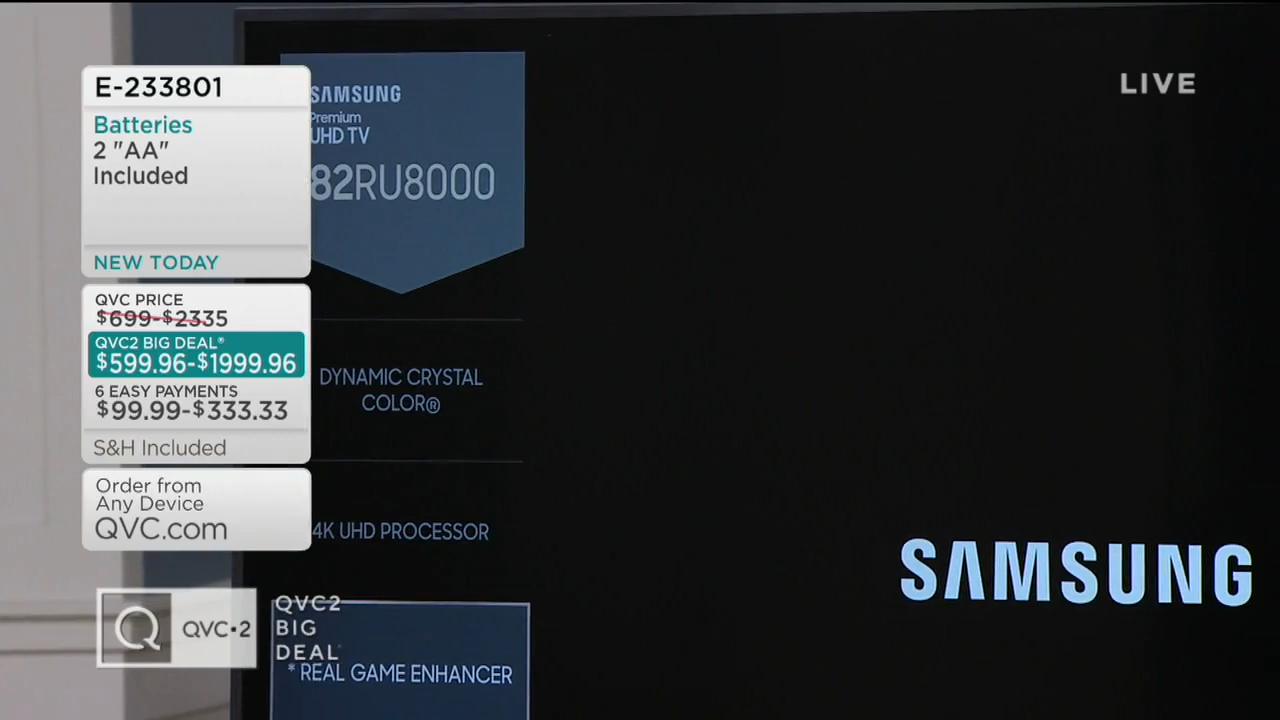 E-233801
Batteries
2 "AA"
Included
NEW TODAY
QVC PRICE
$699-$2335
QVC2 BIG DEAL®
$599.96-$1999.96
6 EASY PAYMENTS
$99.99-$333.33
S&H Included
Order from
Any Device
QVC.com
Q QVC•2
QVC2
BIG
DEAL
SAMSUNG
Premium
UHD TV
82RU8000
DYNAMIC CRYSTAL
COLOR®
4K UHD PROCESSOR
* REAL GAME ENHANCER
LIVE
SAMSUNG